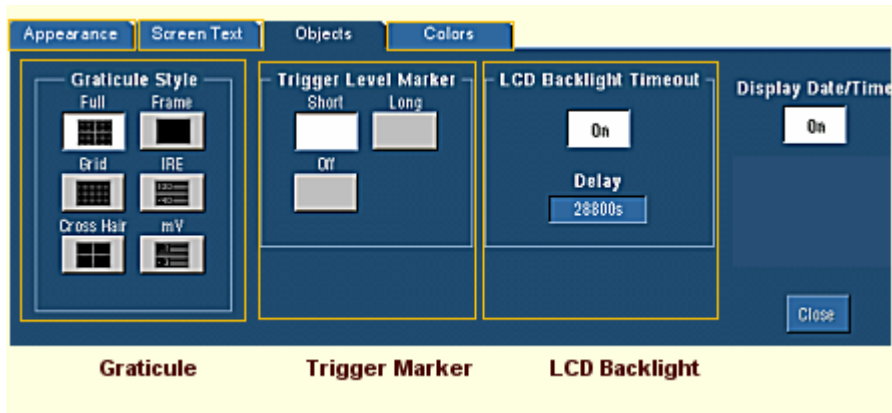 Appearance Screen Text Objects Colors
Graticule Style Trigger Level Marker LCD Backlight Timeout Display Date/Time
Full Frame Short Long On On
Grid IRE Off Delay
28800s
Cross Hair mV
Close
Graticule Trigger Marker LCD Backlight